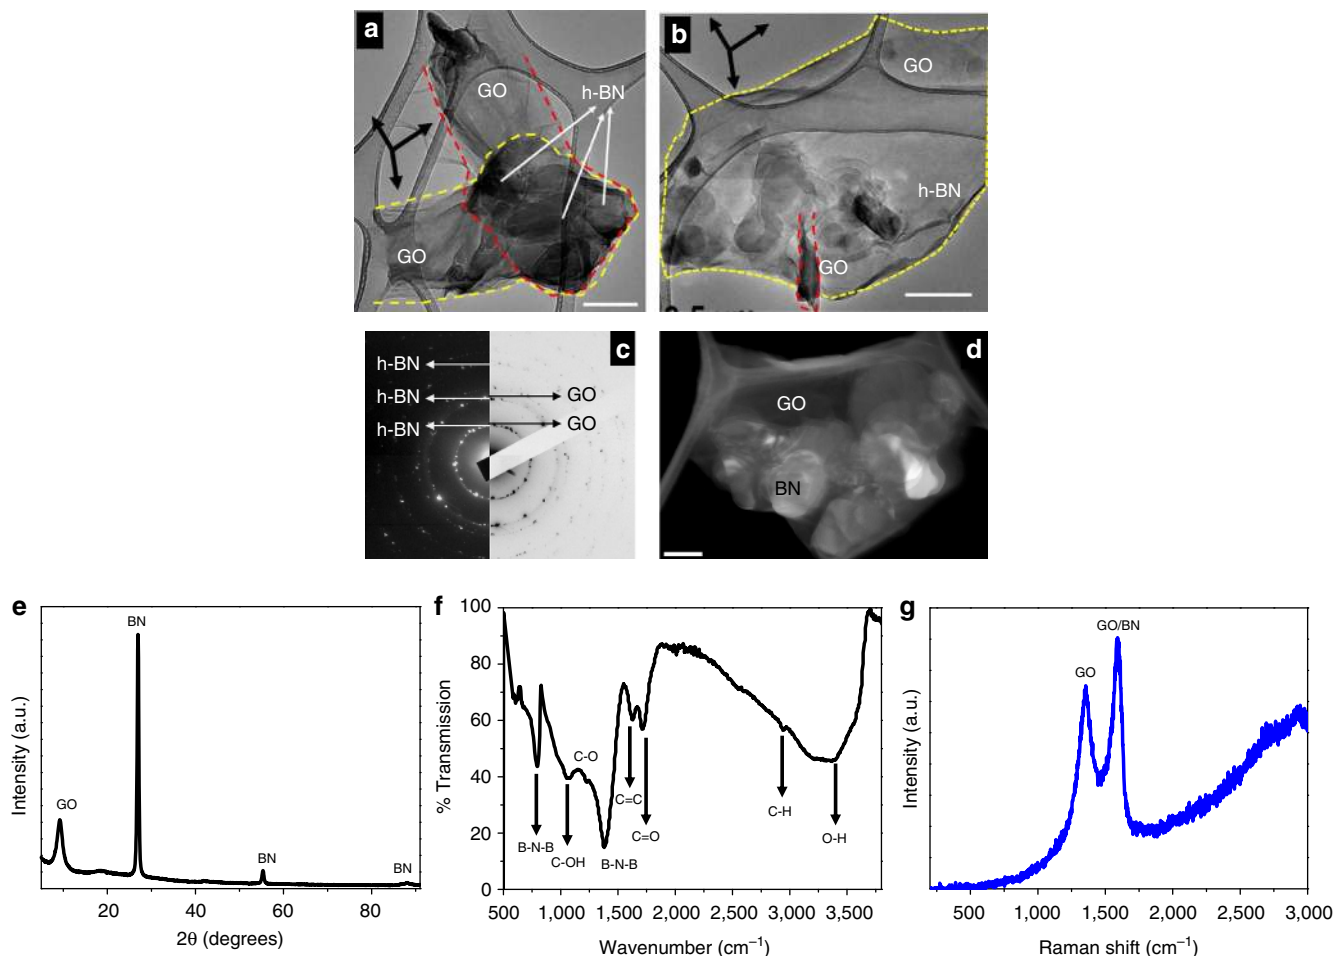 a
GO
h-BN
GO
b
GO
h-BN
GO
c
h-BN
h-BN
GO
h-BN
GO
d
GO
BN
e
Intensity (a.u.)
GO
BN
BN
BN
20 40 60 80
2θ (degrees)
f
% Transmission
100
80
60
40
20
0
C-O
C=C
C=O
B-N-B
C-OH
B-N-B
C-H
O-H
500 1,000 1,500 2,000 2,500 3,000 3,500
Wavenumber (cm⁻¹)
g
Intensity (a.u.)
GO
GO/BN
500 1,000 1,500 2,000 2,500 3,000
Raman shift (cm⁻¹)